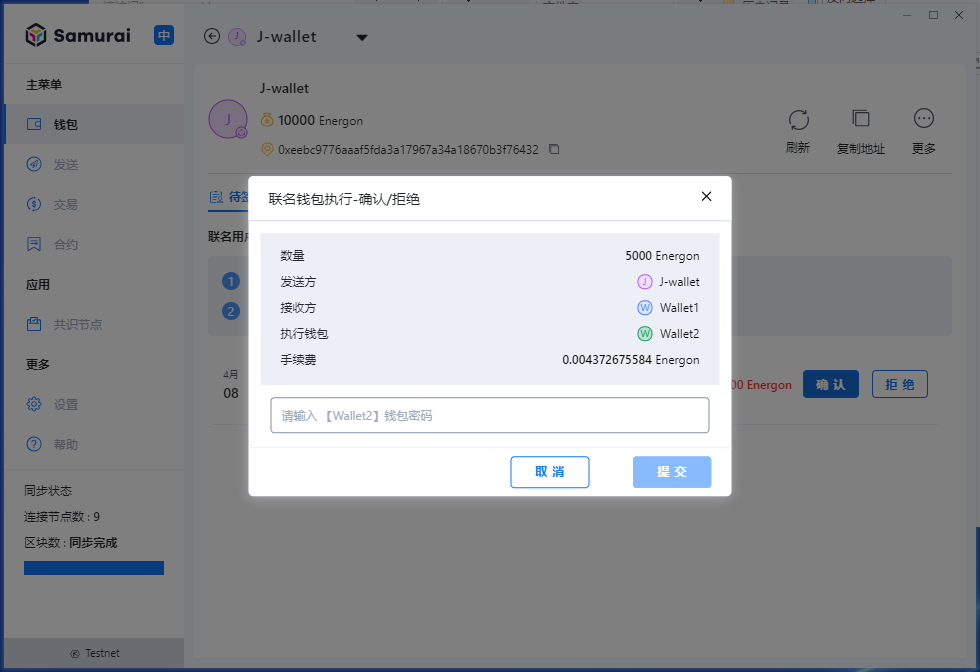 Samurai
中
J-wallet
主菜单
钱包
发送
交易
合约
应用
共识节点
更多
设置
帮助
同步状态
连接节点数 : 9
区块数 : 同步完成
Testnet
J
J-wallet
10000 Energon
0xeebc9776aaaf5fda3a17967a34a18670b3f76432
刷新
复制地址
更多
联名用
1
2
4月
08
00 Energon
确 认
拒 绝
联名钱包执行-确认/拒绝
数量
5000 Energon
发送方
J J-wallet
接收方
W Wallet1
执行钱包
W Wallet2
手续费
0.004372675584 Energon
请输入 【Wallet2】钱包密码
取 消
提 交